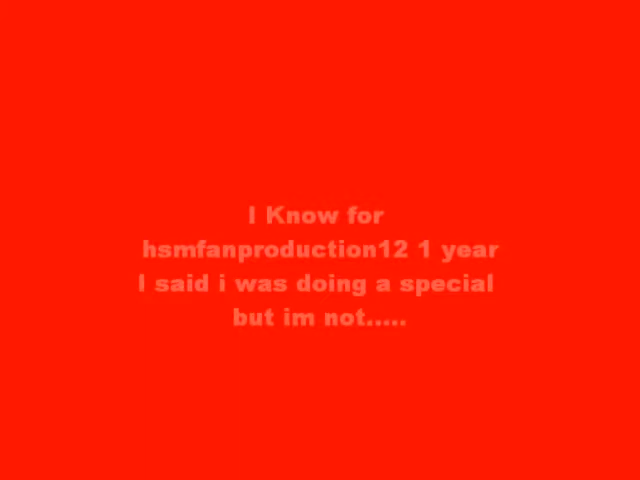 I Know for
hsmfanproduction12 1 year
I said i was doing a special
but im not.....